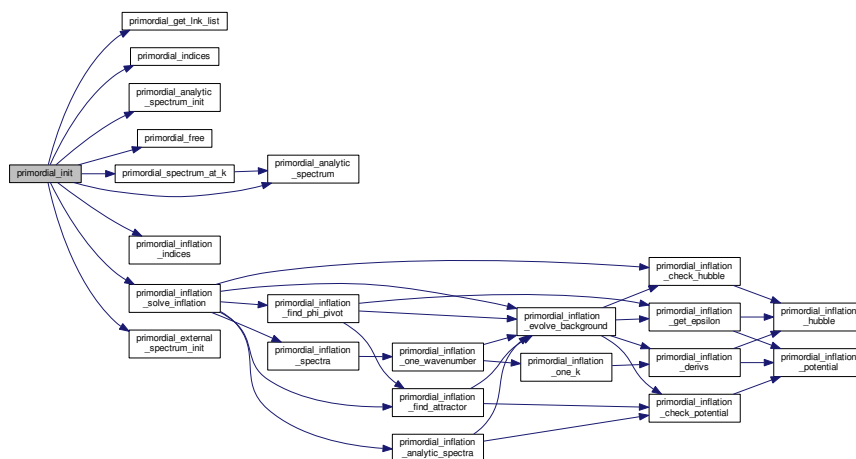 primordial_get_lnk_list
primordial_indices
primordial_analytic
_spectrum_init
primordial_free
primordial_init
primordial_spectrum_at_k
primordial_analytic
_spectrum
primordial_inflation
_indices
primordial_inflation
_solve_inflation
primordial_external
_spectrum_init
primordial_inflation
_find_phi_pivot
primordial_inflation
_spectra
primordial_inflation
_one_wavenumber
primordial_inflation
_find_attractor
primordial_inflation
_analytic_spectra
primordial_inflation
_evolve_background
primordial_inflation
_one_k
primordial_inflation
_check_hubble
primordial_inflation
_get_epsilon
primordial_inflation
_derivs
primordial_inflation
_check_potential
primordial_inflation
_hubble
primordial_inflation
_potential